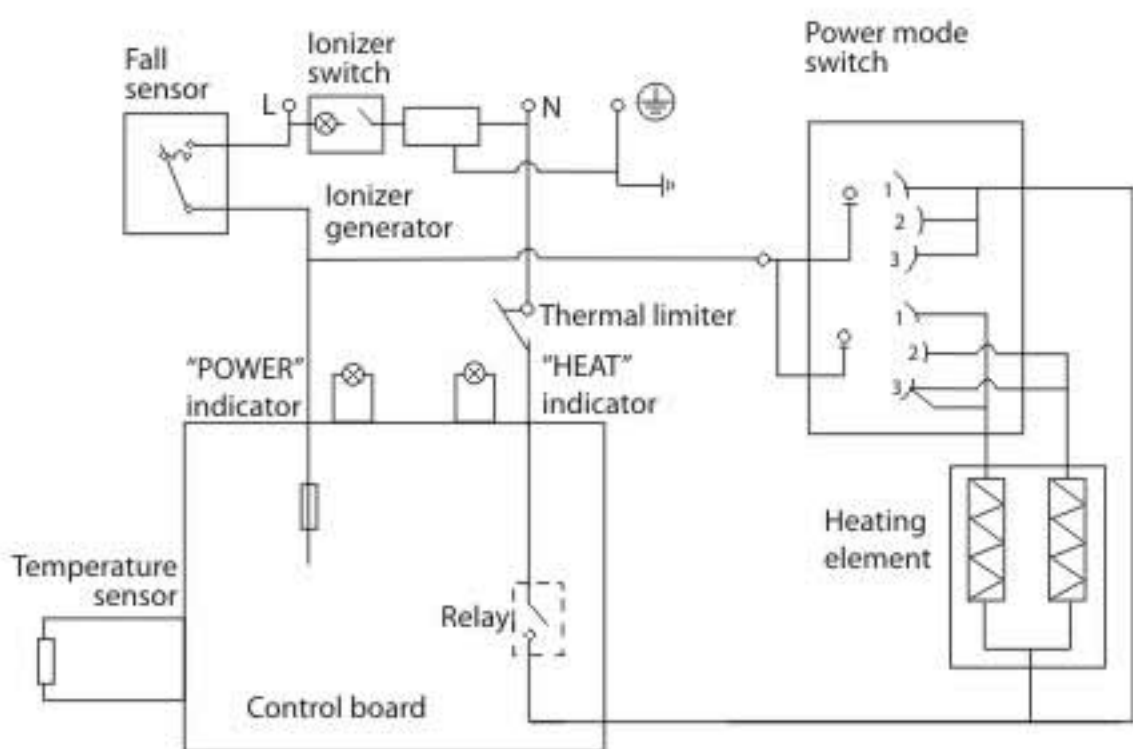 Fall
sensor
Ionizer
switch
Power mode
switch
L
N
Ionizer
generator
1
2
3
1
2
3
Thermal limiter
“POWER”
indicator
“HEAT”
indicator
Heating
element
Temperature
sensor
Relay
Control board